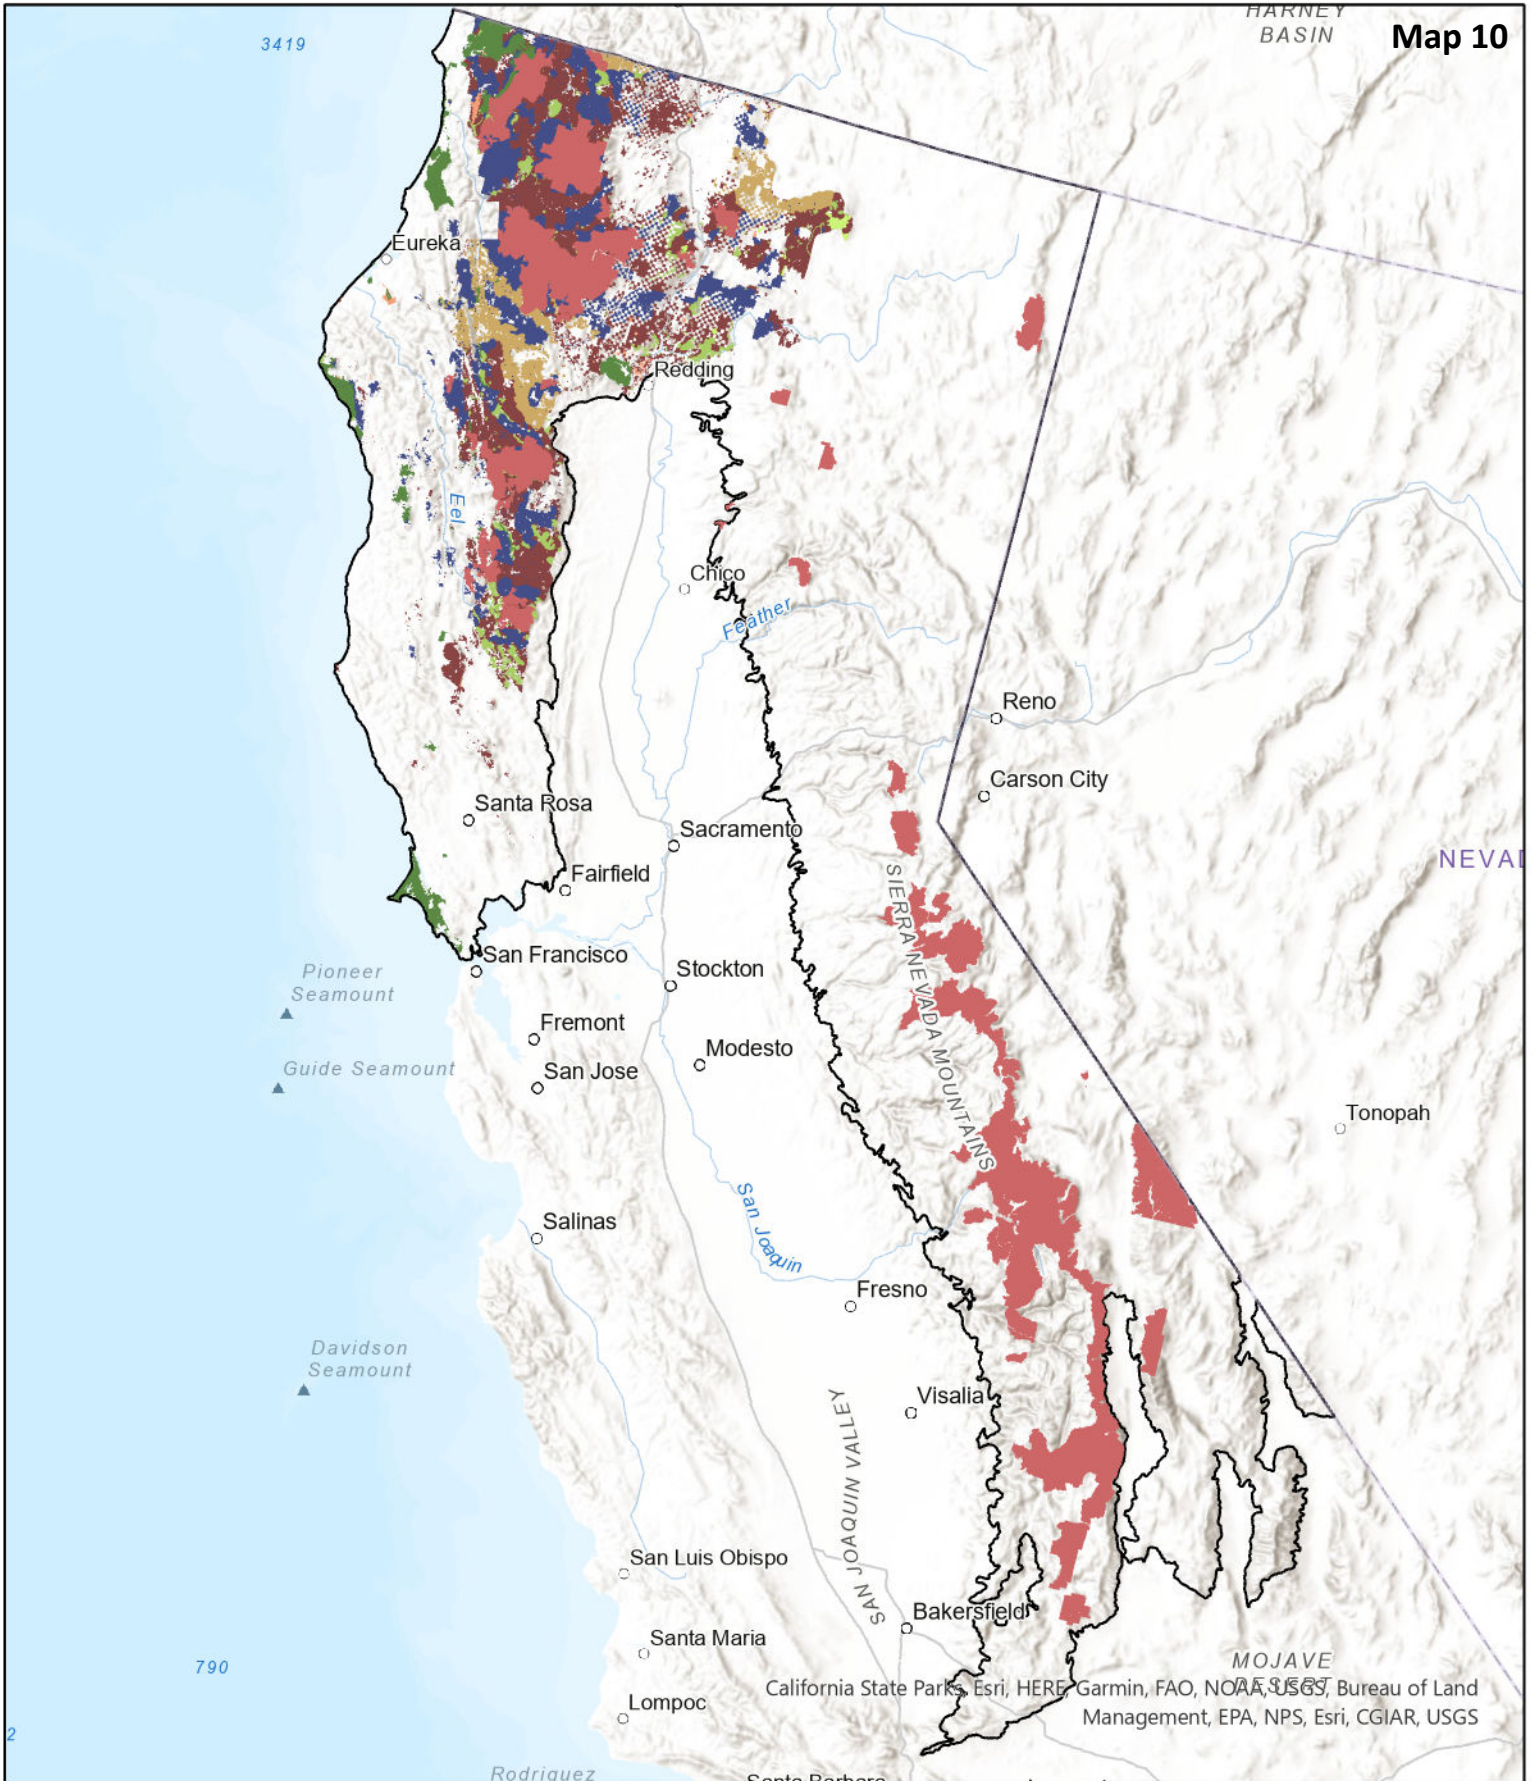 HARNEY
BASIN
Map 10
3419
Eureka
Redding
Eel
Chico
Feather
Reno
Carson City
Santa Rosa
Sacramento
Fairfield
SIERRA NEVADA MOUNTAINS
San Francisco
Pioneer
Seamount
Stockton
Fremont
Modesto
Guide Seamount
San Jose
Tonopah
San Joaquin
Salinas
Fresno
Davidson
Seamount
Visalia
SAN JOAQUIN VALLEY
San Luis Obispo
Bakersfield
Santa Maria
790
MOJAVE
DESERT
California State Parks, Esri, HERE, Garmin, FAO, NOAA, USGS, Bureau of Land
Management, EPA, NPS, Esri, CGIAR, USGS
Lompoc
2
Rodriguez